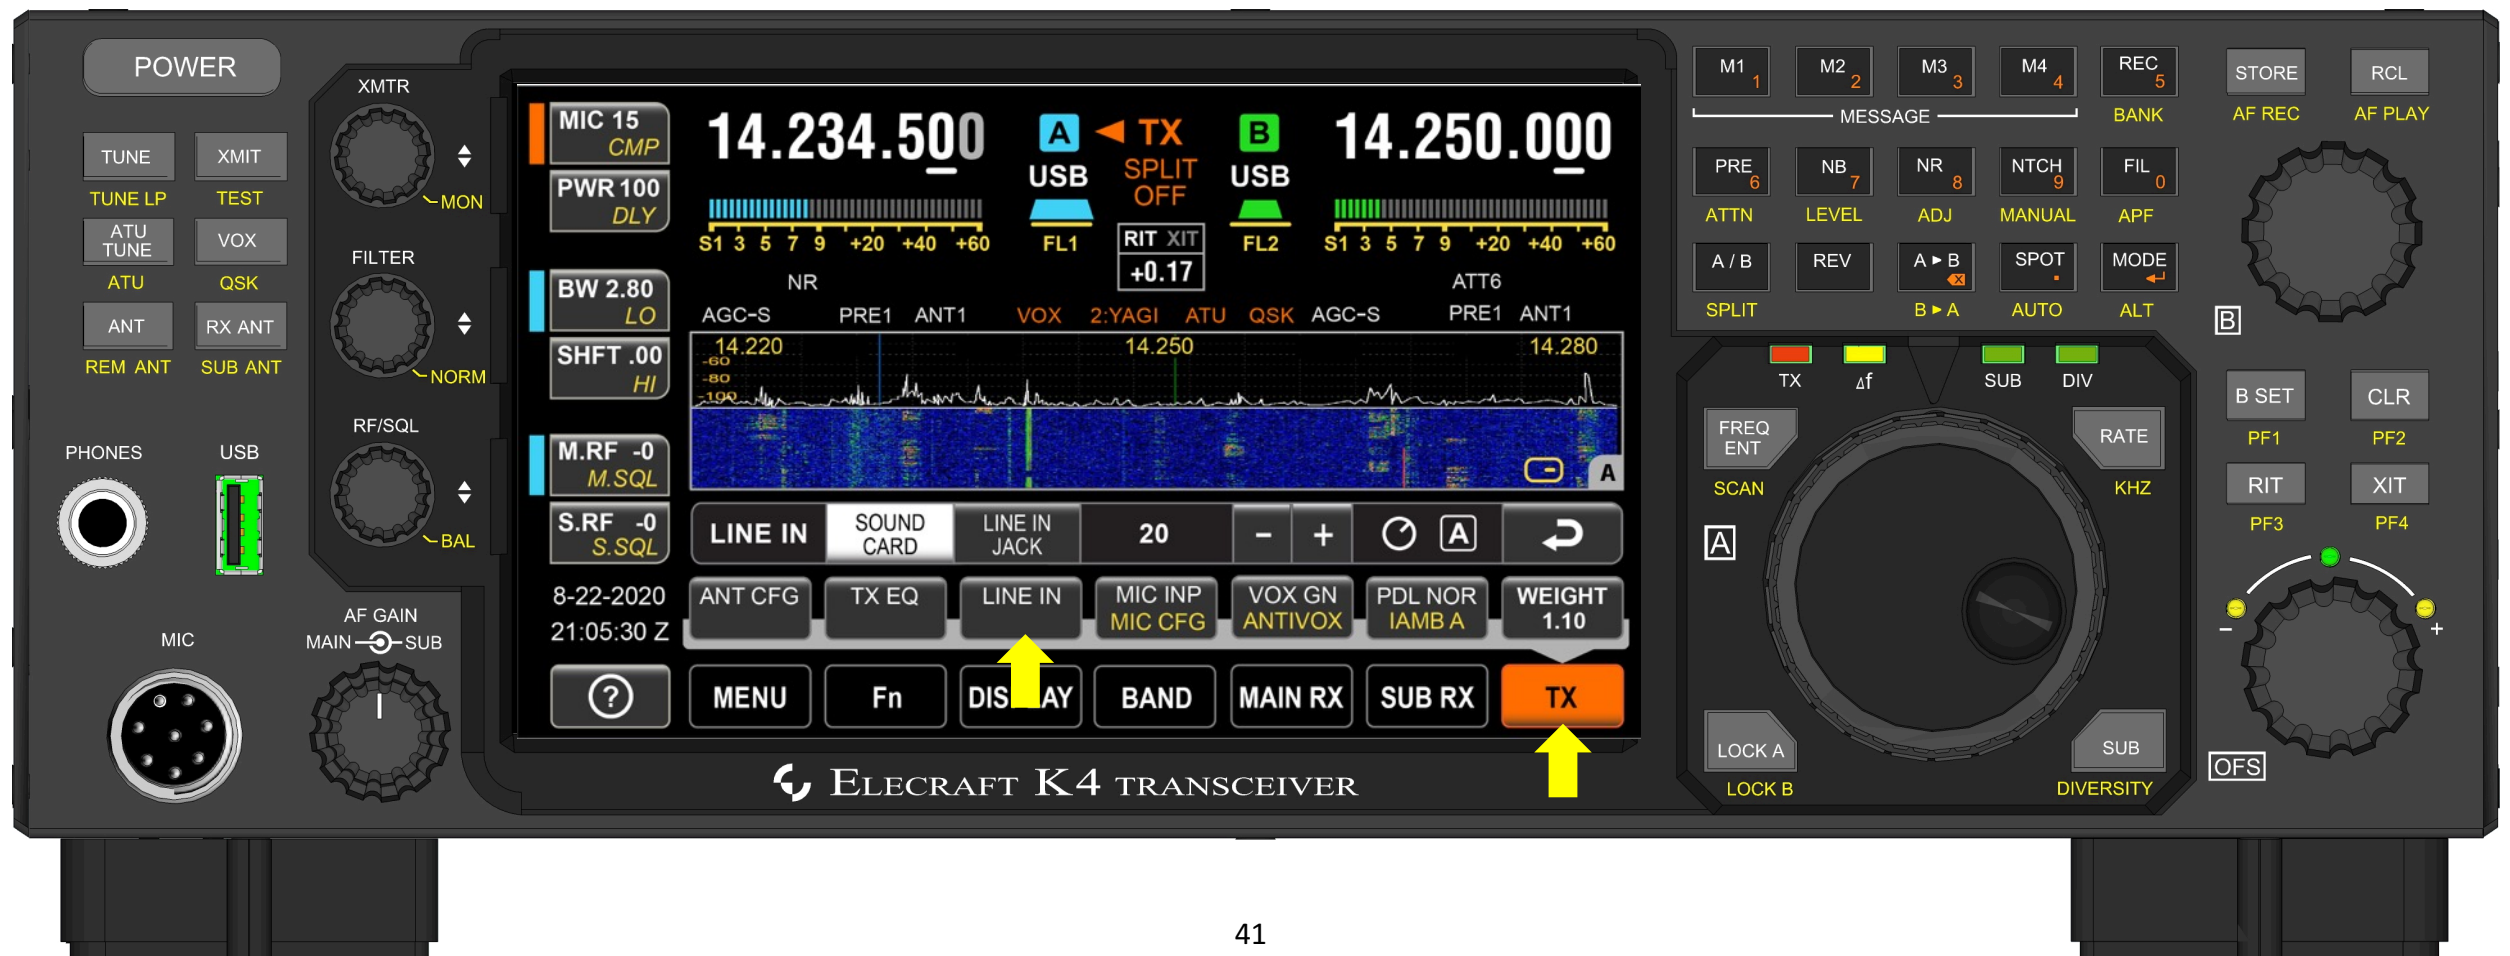 POWER
XMTR
TUNE XMIT
TUNE LP TEST
MON
ATU TUNE VOX
ATU QSK
FILTER
ANT RX ANT
REM ANT SUB ANT
NORM
RF/SQL
PHONES USB
BAL
AF GAIN
MAIN SUB
MIC
MIC 15
CMP
PWR 100
DLY
BW 2.80
LO
SHFT .00
HI
M.RF -0
M.SQL
S.RF -0
S.SQL
8-22-2020
21:05:30 Z
?
14.234.500 A TX B 14.250.000
USB SPLIT OFF USB
S1 3 5 7 9 +20 +40 +60 FL1 RIT XIT FL2 S1 3 5 7 9 +20 +40 +60
+0.17
NR ATT6
AGC-S PRE1 ANT1 VOX 2:YAGI ATU QSK AGC-S PRE1 ANT1
14.220 14.250 14.280
-60
-80
-100
A
LINE IN SOUND CARD LINE IN JACK 20 - + A
ANT CFG TX EQ LINE IN MIC INP VOX GN PDL NOR WEIGHT
MIC CFG ANTIVOX IAMB A 1.10
MENU Fn DIS AY BAND MAIN RX SUB RX TX
ELECRAFT K4 TRANSCEIVER
M1 1 M2 2 M3 3 M4 4 REC 5
MESSAGE BANK
PRE 6 NB 7 NR 8 NTCH 9 FIL 0
ATTN LEVEL ADJ MANUAL APF
A / B REV A ► B SPOT . MODE
SPLIT B ► A AUTO ALT
STORE RCL
AF REC AF PLAY
B
TX Δf SUB DIV
FREQ ENT RATE
SCAN KHZ
A
LOCK A SUB
LOCK B DIVERSITY
B SET CLR
PF1 PF2
RIT XIT
PF3 PF4
- +
OFS
41